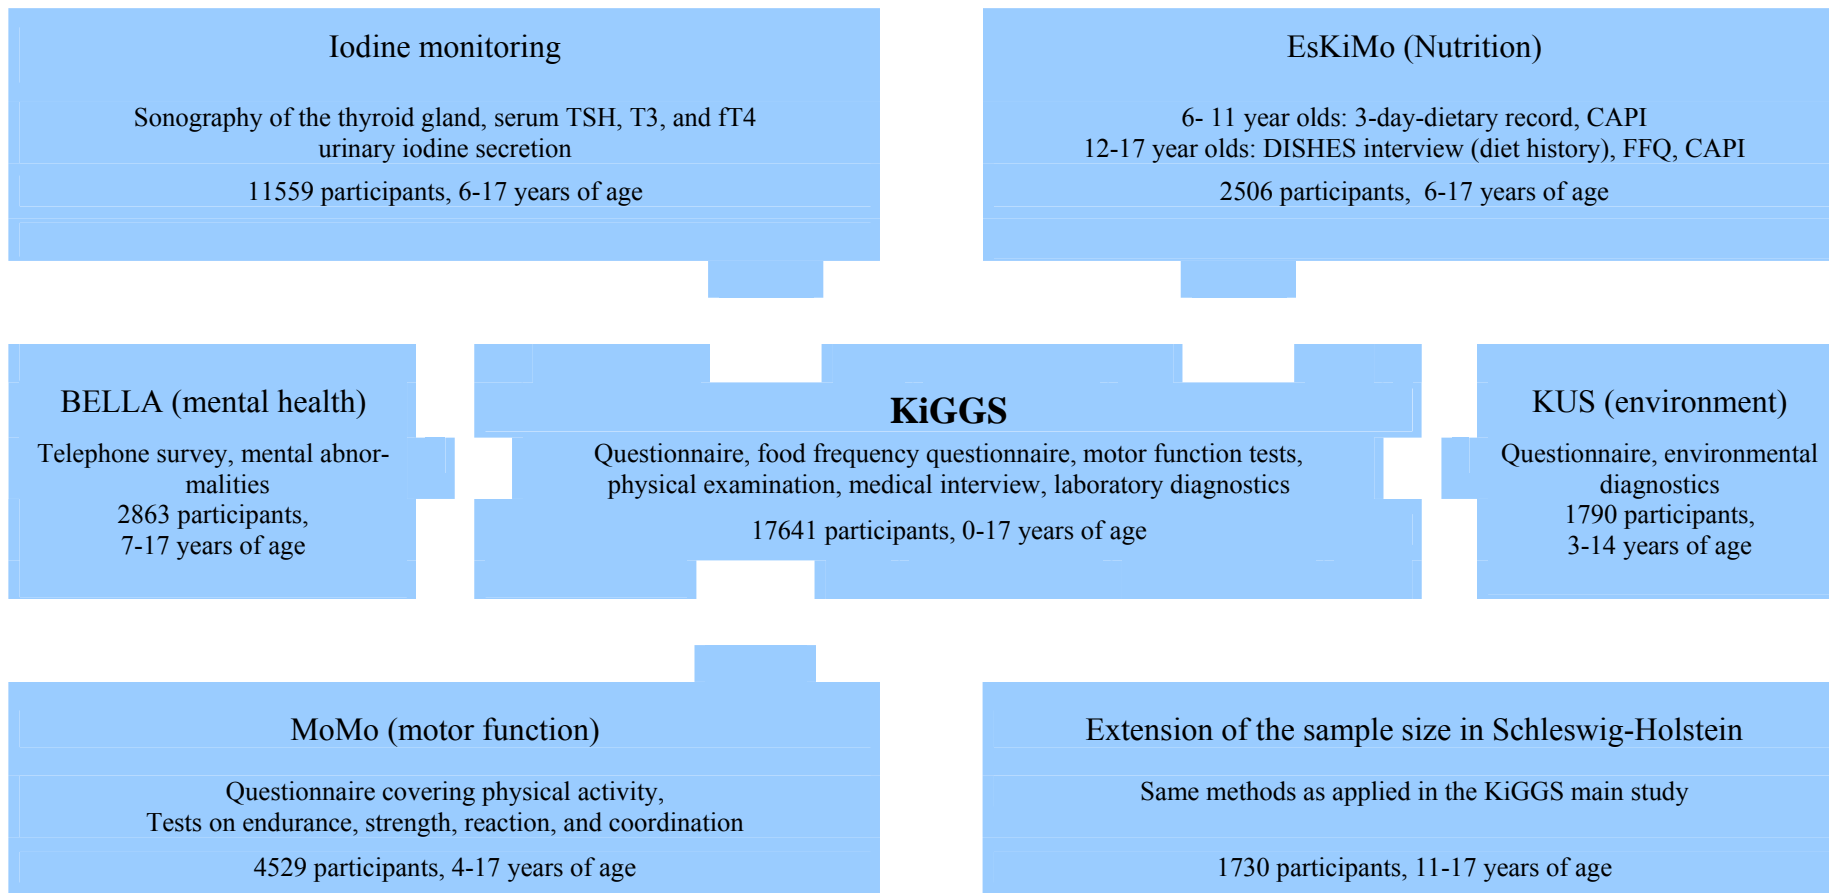 Iodine monitoring
Sonography of the thyroid gland, serum TSH, T3, and fT4
urinary iodine secretion
11559 participants, 6-17 years of age
EsKiMo (Nutrition)
6- 11 year olds: 3-day-dietary record, CAPI
12-17 year olds: DISHES interview (diet history), FFQ, CAPI
2506 participants,  6-17 years of age
BELLA (mental health)
Telephone survey, mental abnor-
malities
2863 participants,
7-17 years of age
KiGGS
Questionnaire, food frequency questionnaire, motor function tests,
physical examination, medical interview, laboratory diagnostics
17641 participants, 0-17 years of age
KUS (environment)
Questionnaire, environmental
diagnostics
1790 participants,
3-14 years of age
MoMo (motor function)
Questionnaire covering physical activity,
Tests on endurance, strength, reaction, and coordination
4529 participants, 4-17 years of age
Extension of the sample size in Schleswig-Holstein
Same methods as applied in the KiGGS main study
1730 participants, 11-17 years of age